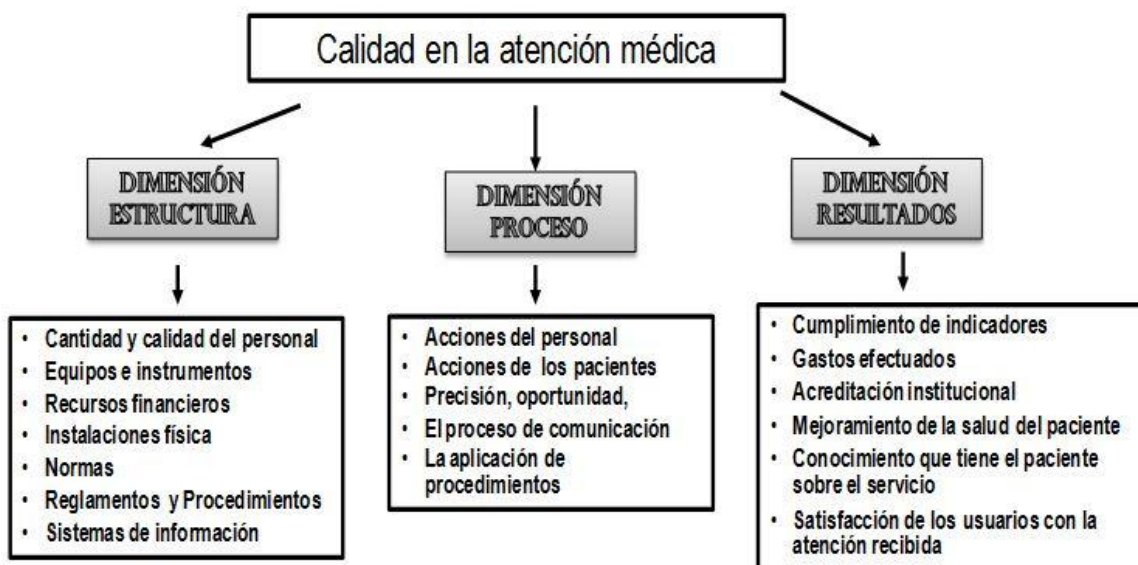 Calidad en la atención médica
DIMENSIÓN
ESTRUCTURA
• Cantidad y calidad del personal
• Equipos e instrumentos
• Recursos financieros
• Instalaciones física
• Normas
• Reglamentos y Procedimientos
• Sistemas de información
DIMENSIÓN
PROCESO
• Acciones del personal
• Acciones de los pacientes
• Precisión, oportunidad,
• El proceso de comunicación
• La aplicación de
procedimientos
DIMENSIÓN
RESULTADOS
• Cumplimiento de indicadores
• Gastos efectuados
• Acreditación institucional
• Mejoramiento de la salud del paciente
• Conocimiento que tiene el paciente
sobre el servicio
• Satisfacción de los usuarios con la
atención recibida